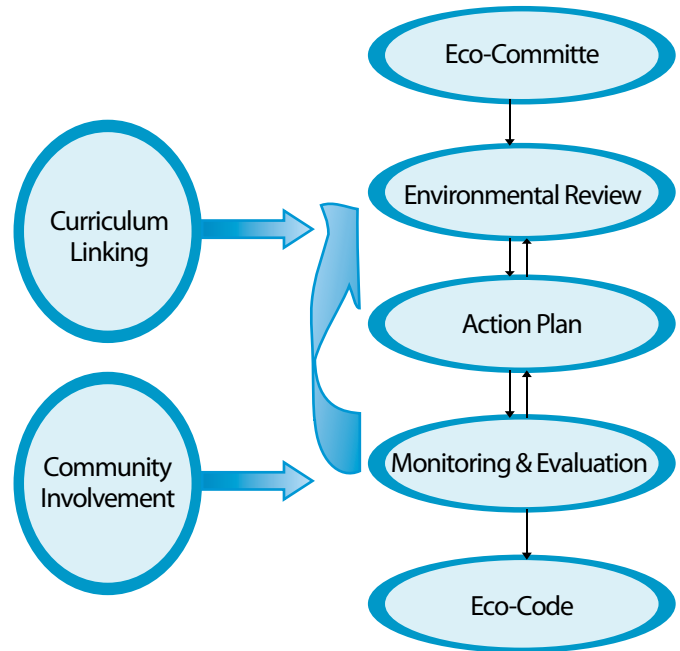 Eco-Committe
Environmental Review
Curriculum
Linking
Action Plan
Monitoring & Evaluation
Community
Involvement
Eco-Code